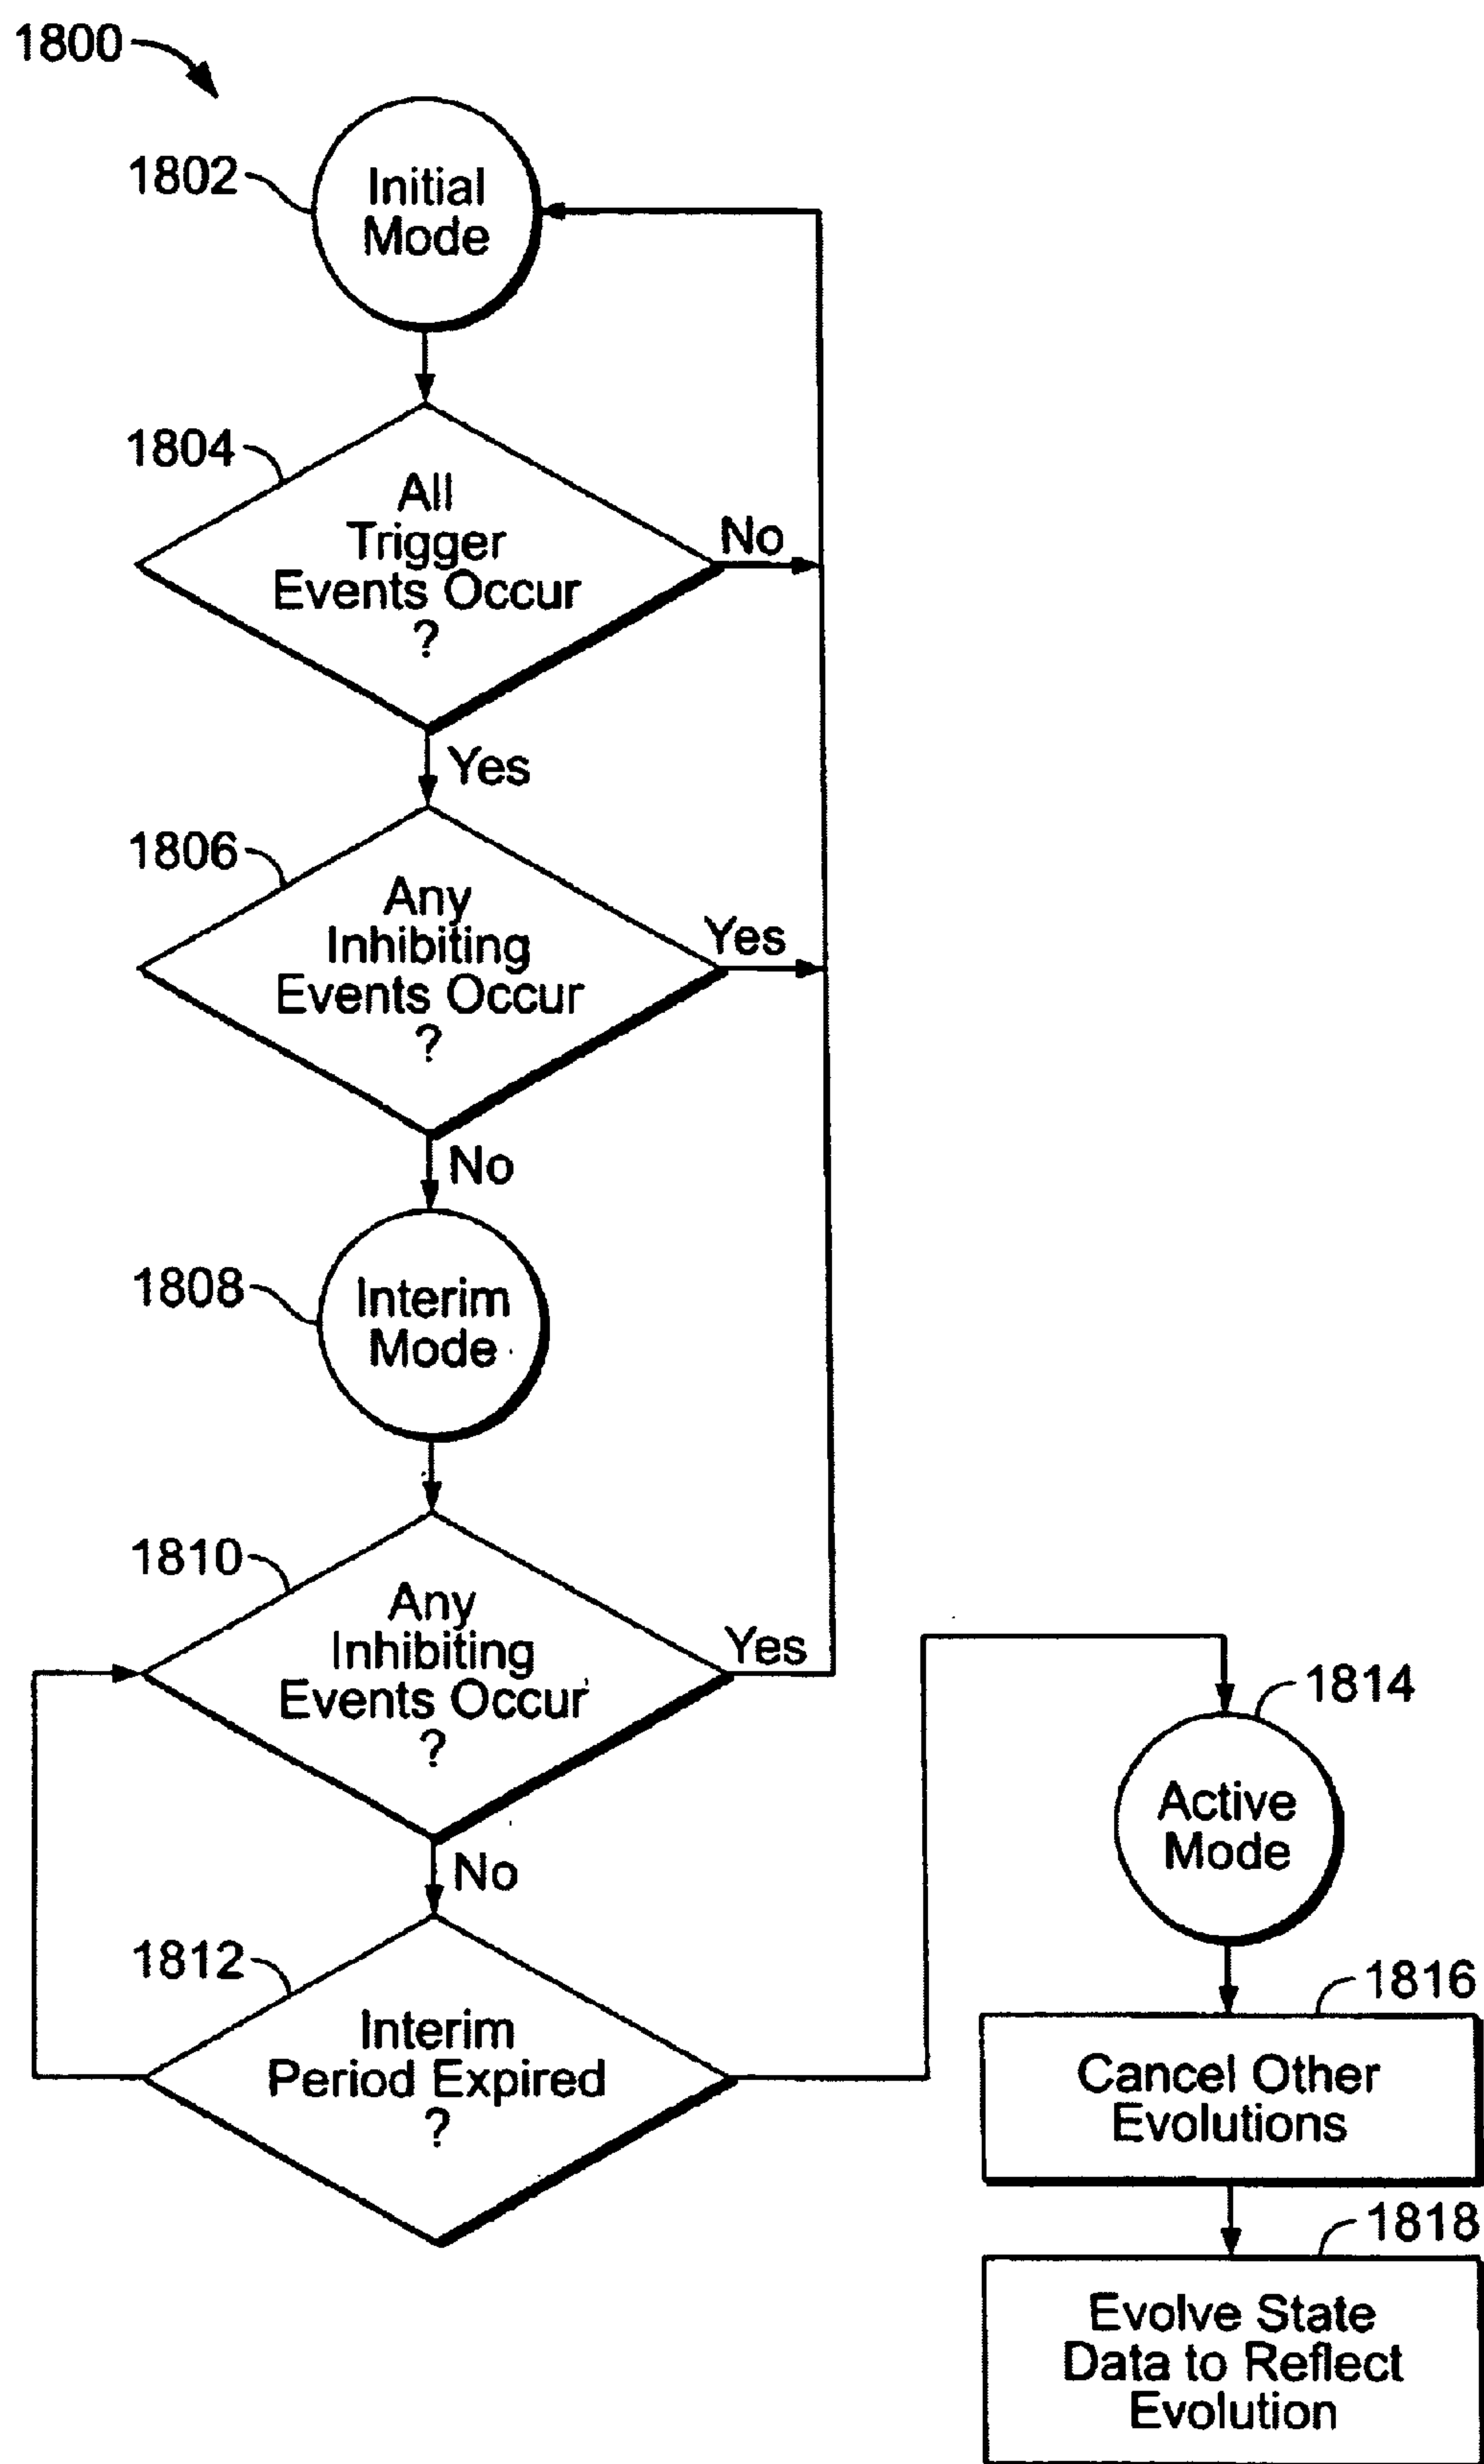 1800
1802
Initial
Mode
1804
All
Trigger
Events Occur
?
No
Yes
1806
Any
Inhibiting
Events Occur
?
Yes
No
1808
Interim
Mode
1810
Any
Inhibiting
Events Occur
?
Yes
No
1812
Interim
Period Expired
?
1814
Active
Mode
1816
Cancel Other
Evolutions
1818
Evolve State
Data to Reflect
Evolution